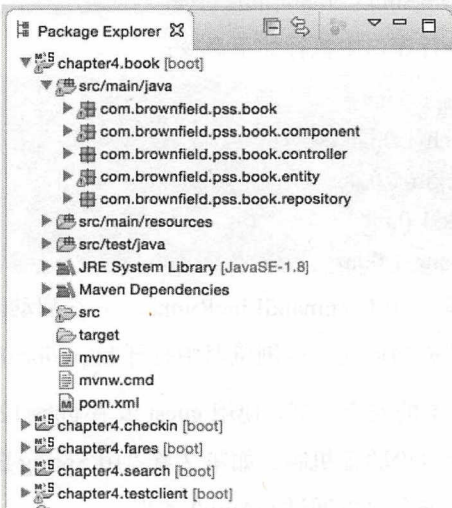 Package Explorer
chapter4.book [boot]
src/main/java
com.brownfield.pss.book
com.brownfield.pss.book.component
com.brownfield.pss.book.controller
com.brownfield.pss.book.entity
com.brownfield.pss.book.repository
src/main/resources
src/test/java
JRE System Library [JavaSE-1.8]
Maven Dependencies
src
target
mvnw
mvnw.cmd
pom.xml
chapter4.checkin [boot]
chapter4.fares [boot]
chapter4.search [boot]
chapter4.testclient [boot]